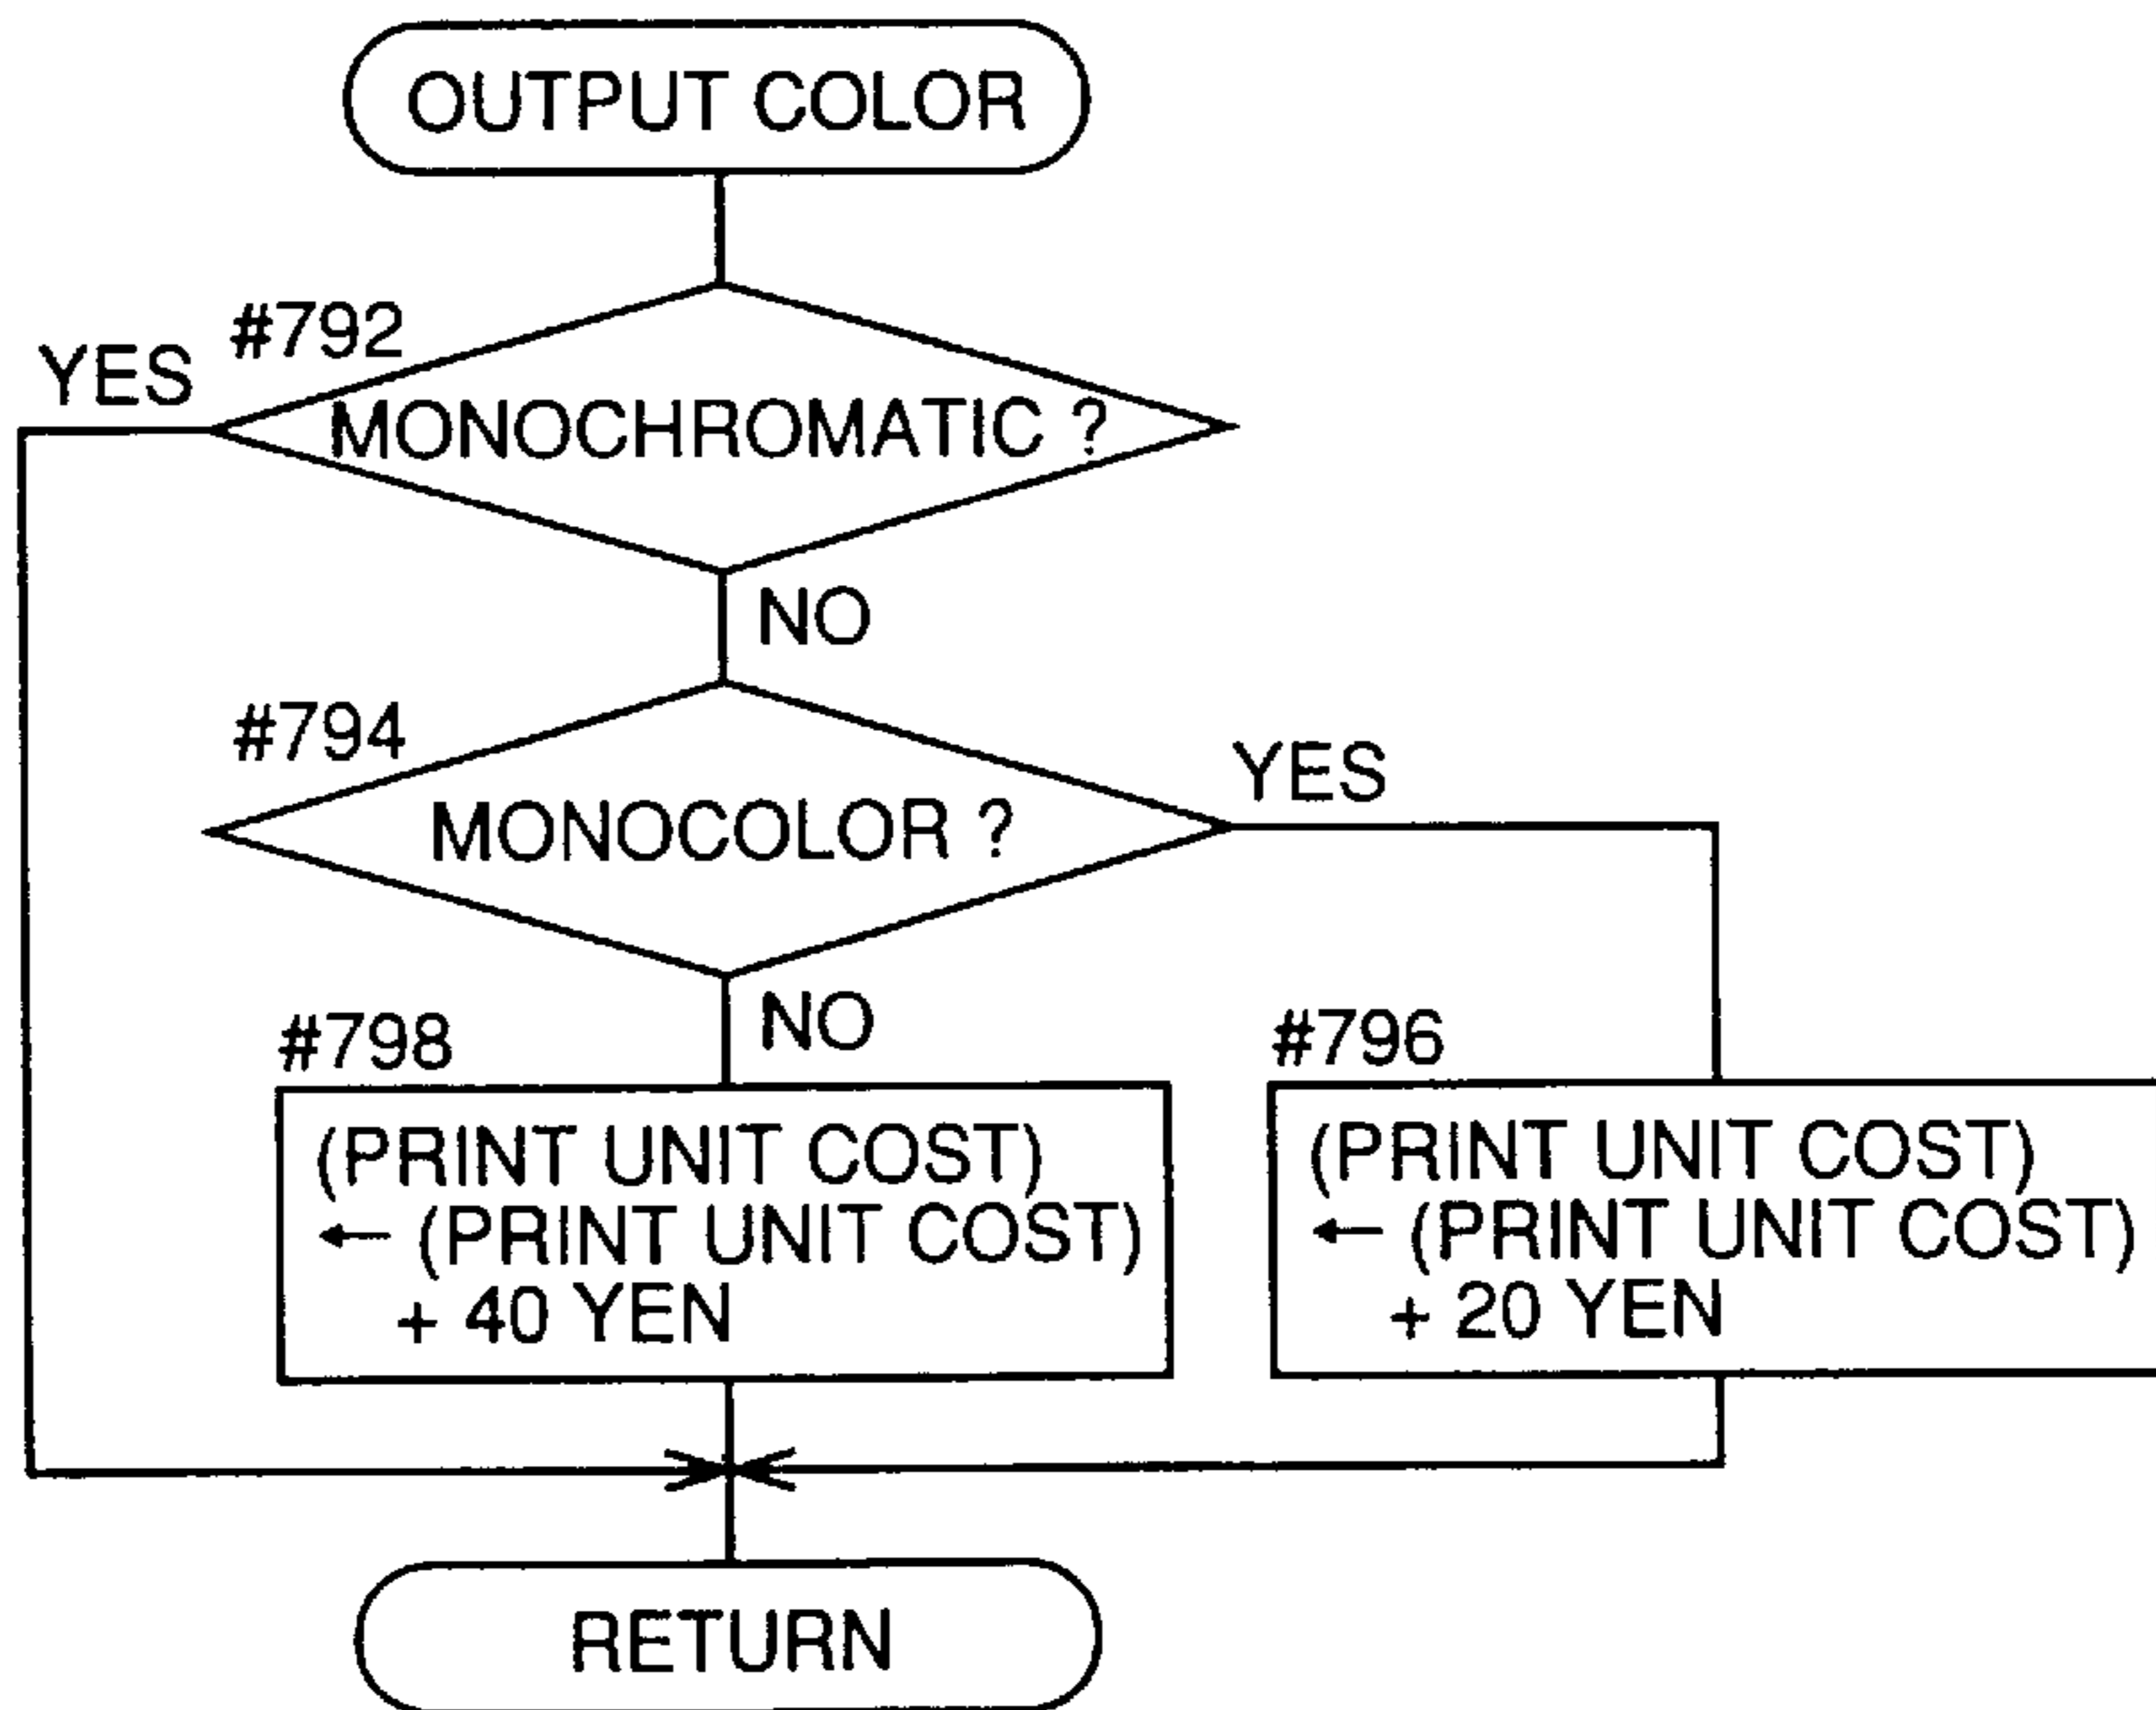 OUTPUT COLOR
#792
YES
MONOCHROMATIC ?
NO
#794
YES
MONOCOLOR ?
NO
#798
(PRINT UNIT COST)
← (PRINT UNIT COST)
+ 40 YEN
#796
(PRINT UNIT COST)
← (PRINT UNIT COST)
+ 20 YEN
RETURN